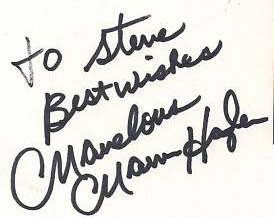 To Steve
Best Wishes
Marvelous
Marvin Hagler